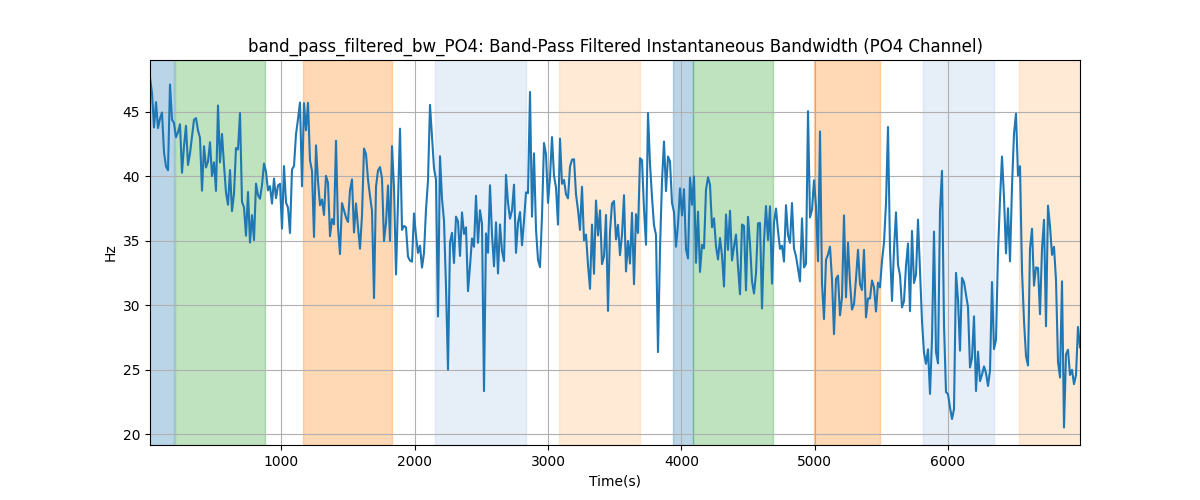 band_pass_filtered_bw_PO4: Band-Pass Filtered Instantaneous Bandwidth (PO4 Channel)
45
40
35
30
25
20
Hz
1000 2000 3000 4000 5000 6000
Time(s)